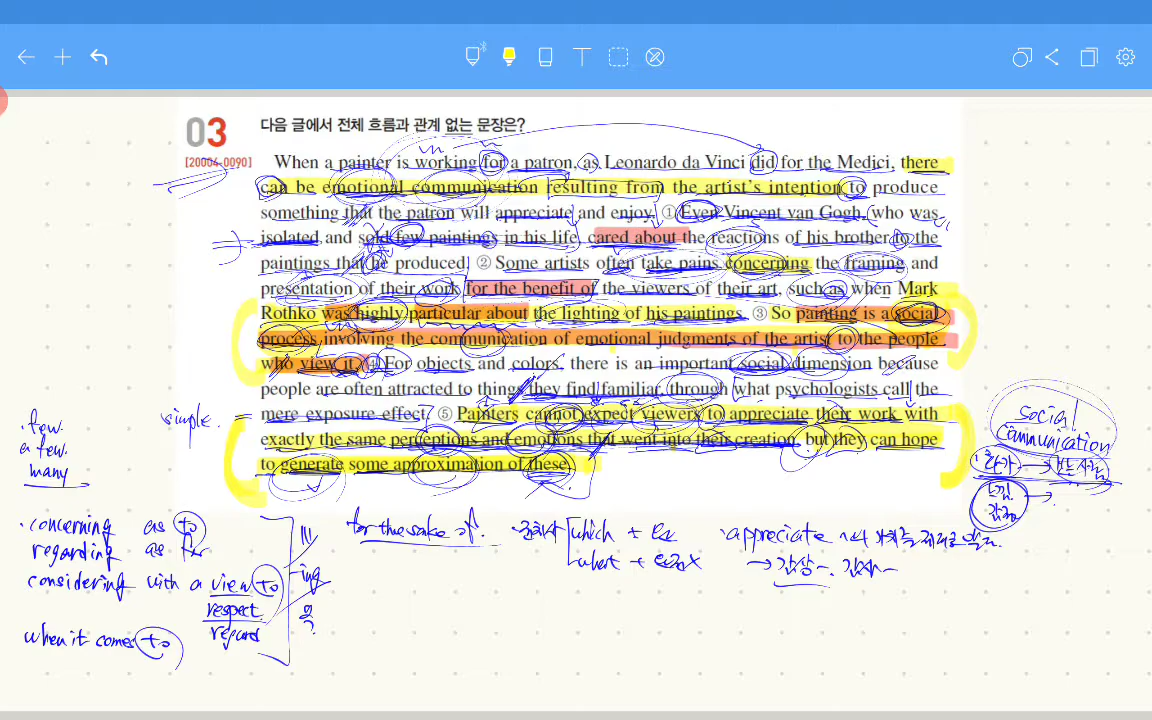 03 다음 글에서 전체 흐름과 관계 없는 문장은?
[20004-0090]
When a painter is working for a patron, as Leonardo da Vinci did for the Medici, there
can be emotional communication resulting from the artist's intention to produce
something that the patron will appreciate and enjoy. ① Even Vincent van Gogh, who was
isolated and sold few paintings in his life, cared about the reactions of his brother to the
paintings that he produced. ② Some artists often take pains concerning the framing and
presentation of their work for the benefit of the viewers of their art, such as when Mark
Rothko was highly particular about the lighting of his paintings. ③ So painting is a social
process involving the communication of emotional judgments of the artist to the people
who view it. ④ For objects and colors, there is an important social dimension because
people are often attracted to things they find familiar, through what psychologists call the
mere exposure effect. ⑤ Painters cannot expect viewers to appreciate their work with
exactly the same perceptions and emotions that went into their creation, but they can hope
to generate some approximation of these.
simple
social
communication
· few
a few
many
· concerning as to
regarding as for
considering with a view to
respect
regard
when it comes to
-ing
for the sake of
which +
what +
· appreciate
→ 감상~, 감사~